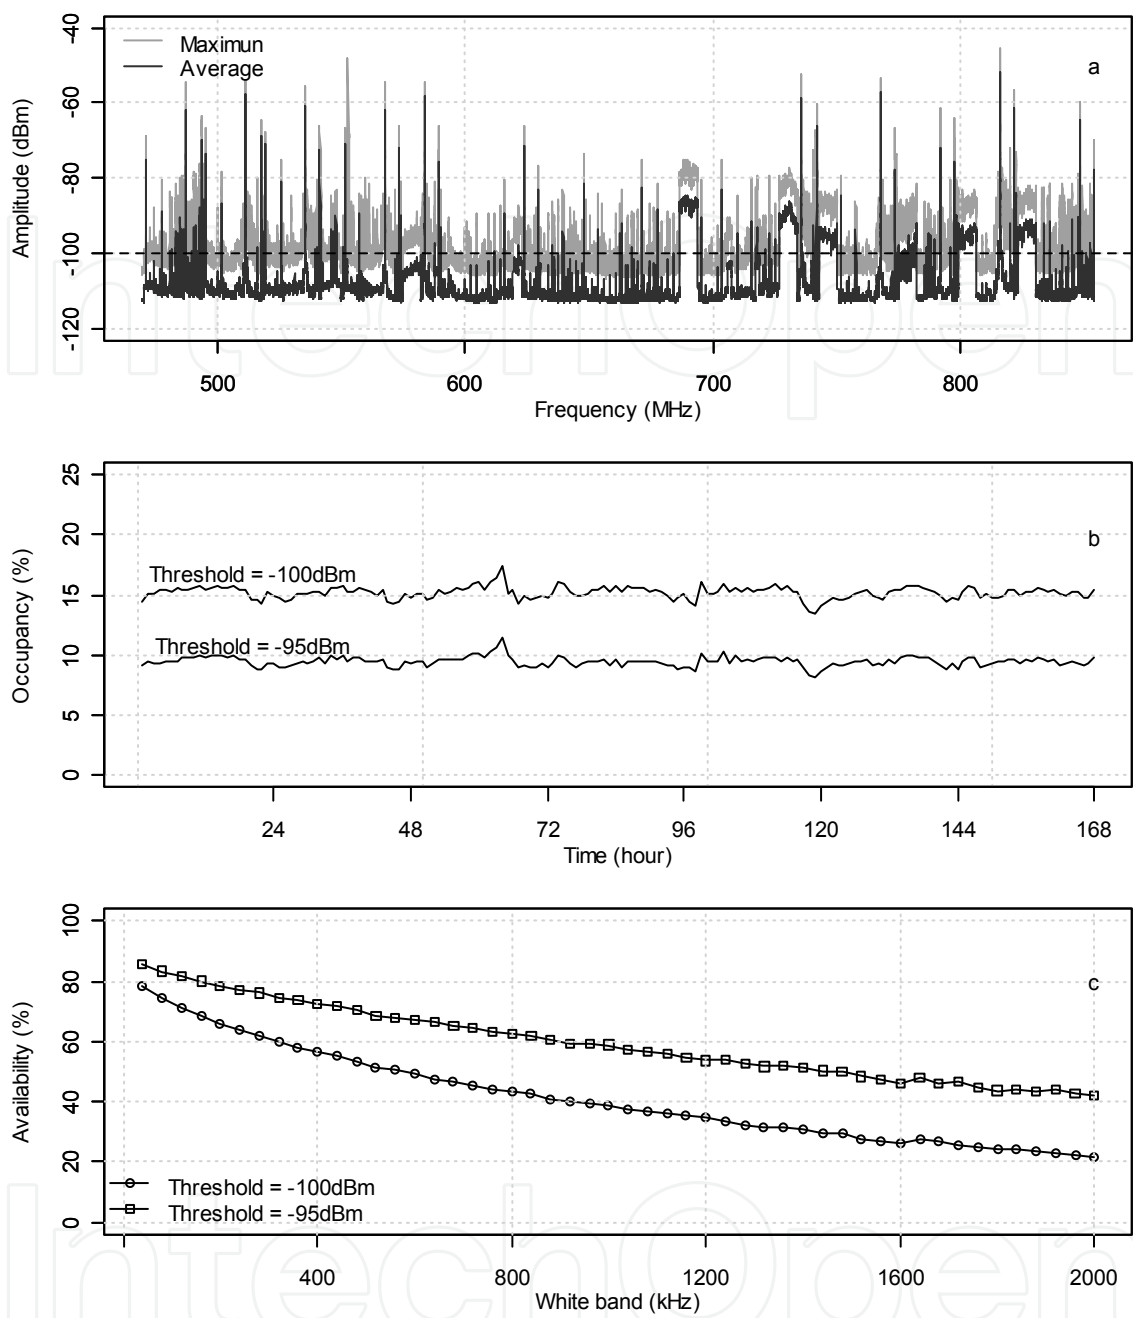 Maximun
Average
a
-40
-60
-80
-100
-120
Amplitude (dBm)
500 600 700 800
Frequency (MHz)
b
25
20
15
10
5
0
Occupancy (%)
Threshold = -100dBm
Threshold = -95dBm
24 48 72 96 120 144 168
Time (hour)
c
100
80
60
40
20
0
Availability (%)
Threshold = -100dBm
Threshold = -95dBm
400 800 1200 1600 2000
White band (kHz)
IntechOpen
IntechOpen